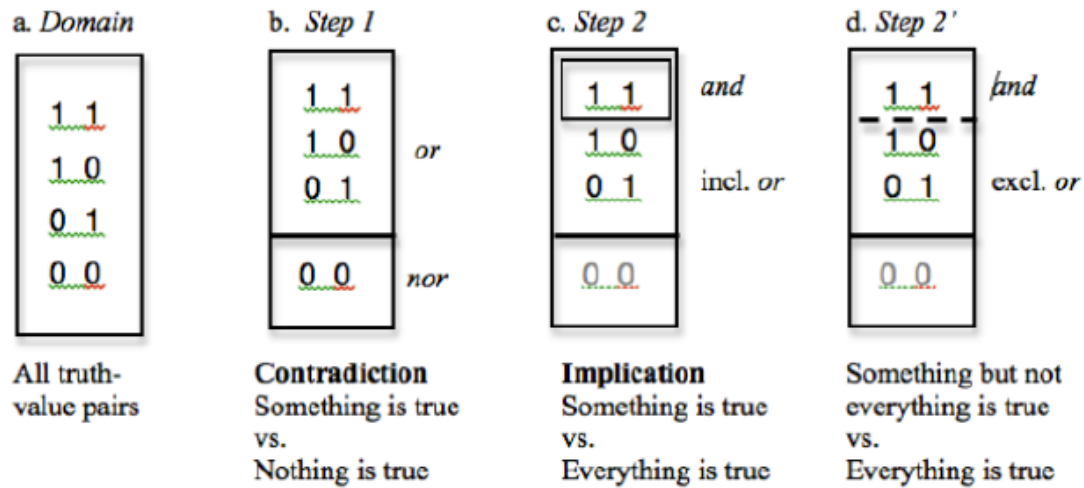 a. Domain
1 1
1 0
0 1
0 0
All truth-
value pairs
b. Step 1
1 1
1 0
0 1
or
0 0
nor
Contradiction
Something is true
vs.
Nothing is true
c. Step 2
1 1
and
1 0
0 1
incl. or
0 0
Implication
Something is true
vs.
Everything is true
d. Step 2'
1 1
and
1 0
0 1
excl. or
0 0
Something but not
everything is true
vs.
Everything is true